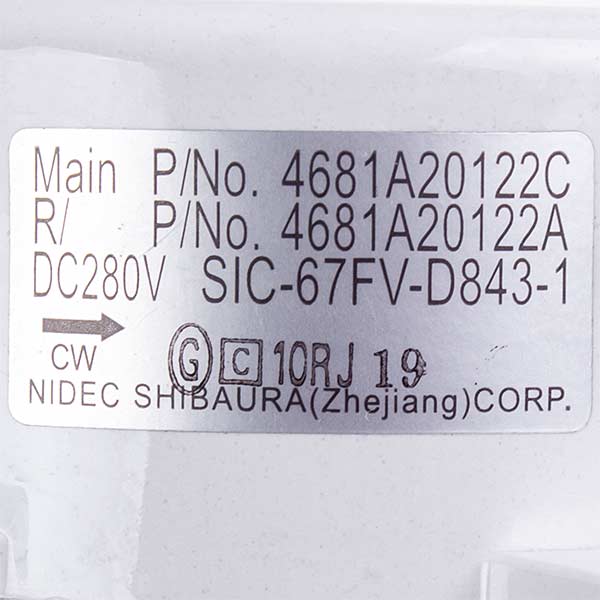 Main P/No. 4681A20122C
R/ P/No. 4681A20122A
DC280V SIC-67FV-D843-1
CW
G C 10RJ 19
NIDEC SHIBAURA(Zhejiang)CORP.